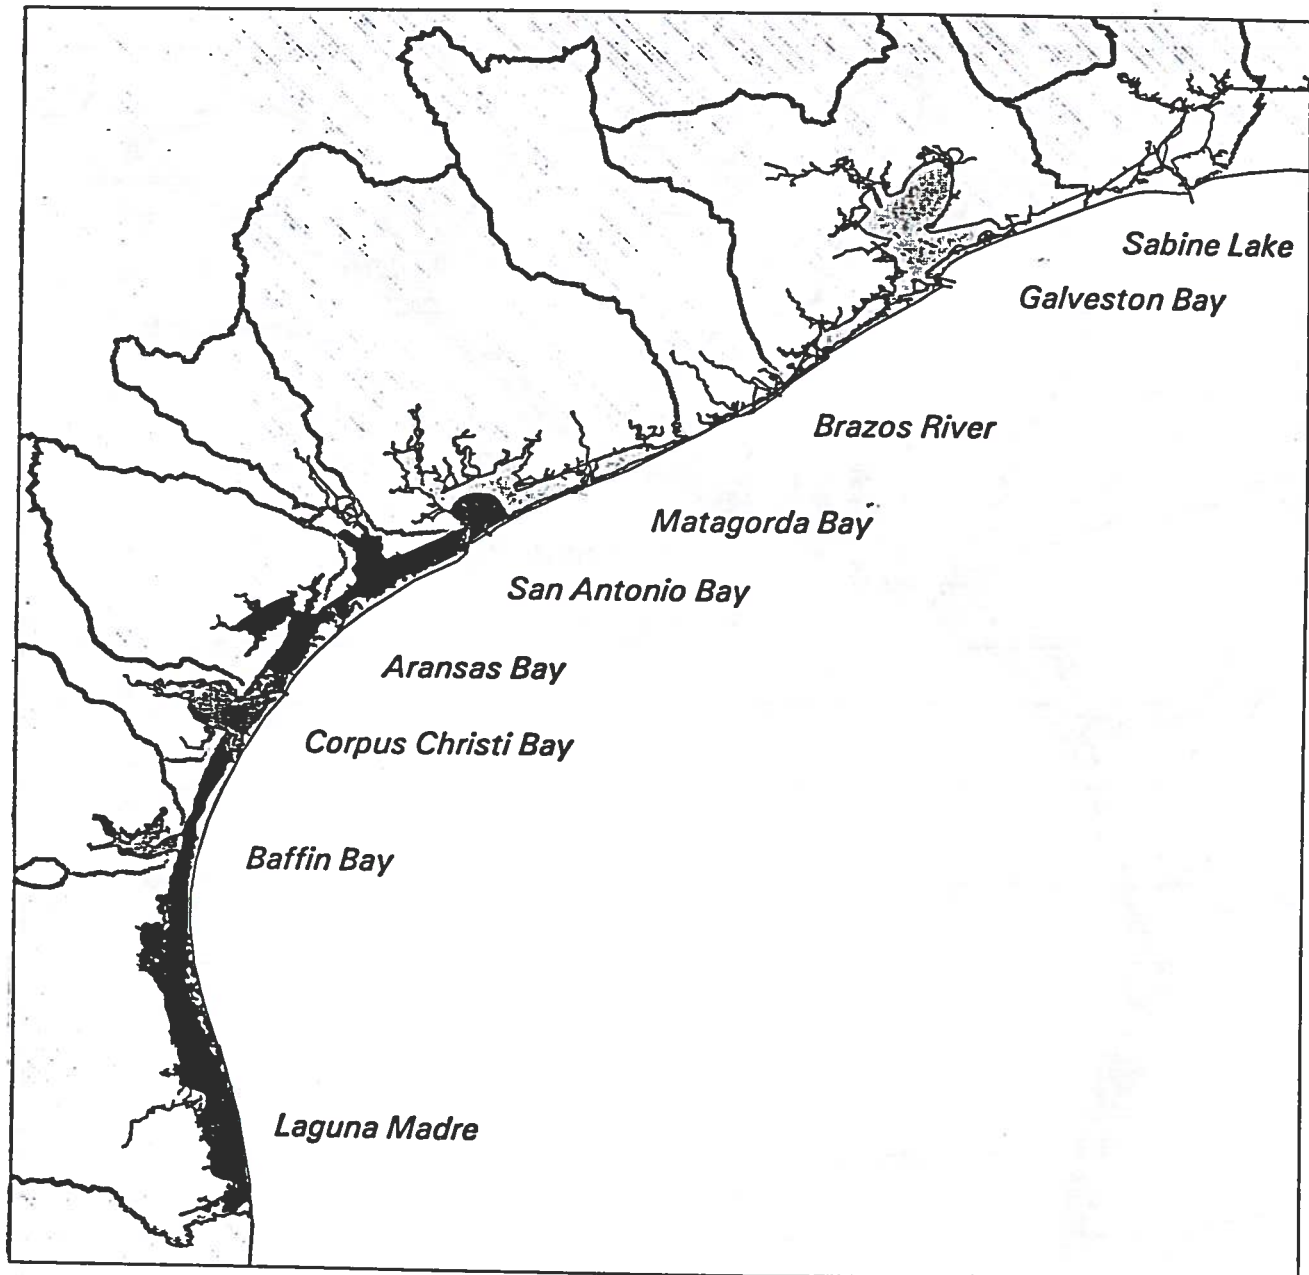 Sabine Lake
Galveston Bay
Brazos River
Matagorda Bay
San Antonio Bay
Aransas Bay
Corpus Christi Bay
Baffin Bay
Laguna Madre